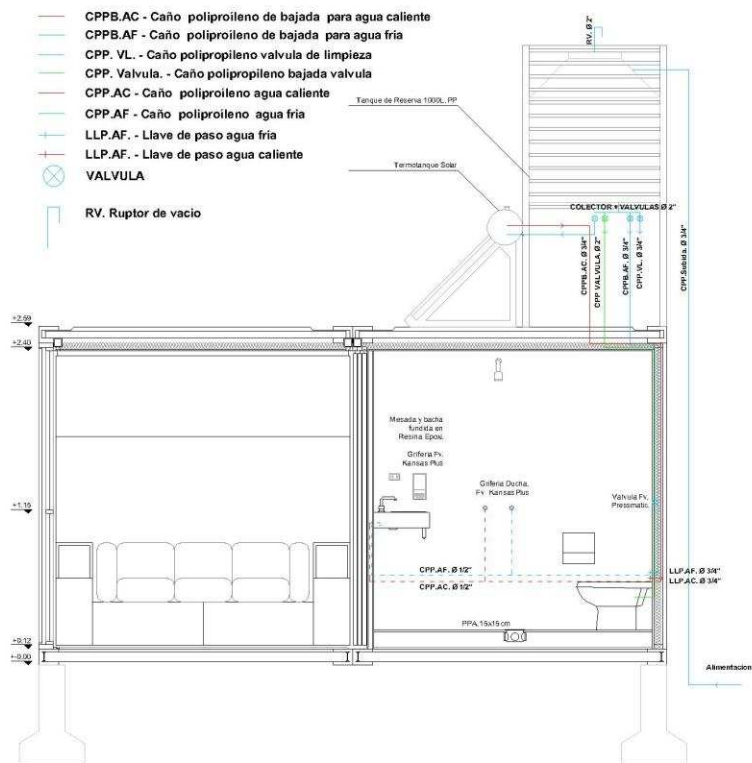 CPPB.AC - Caño poliproileno de bajada para agua caliente
CPPB.AF - Caño poliproileno de bajada para agua fria
CPP. VL. - Caño polipropileno valvula de limpieza
CPP. Valvula. - Caño polipropileno bajada valvula
CPP.AC - Caño poliproileno agua caliente
CPP.AF - Caño poliproileno agua fria
LLP.AF. - Llave de paso agua fria
LLP.AF. - Llave de paso agua caliente
VALVULA
RV. Ruptor de vacio
RV. Ø 2"
Tanque de Reserva 1000L. PP
Termotanque Solar
COLECTOR + VALVULAS Ø 2"
CPPB.AC. Ø 3/4"
CPP VALVULA. Ø 2"
CPPB.AF. Ø 3/4"
CPP.VL. Ø 3/4"
CPP.Subida. Ø 3/4"
+2.69
+2.40
Mesada y bacha
fundida en
Resina Epoxi.
Griferia Fv.
Kansas Plus
Griferia Ducha.
Fv. Kansas Plus
Valvula Fv.
Pressmatic.
+1.15
CPP.AF. Ø 1/2"
CPP.AC. Ø 1/2"
LLP.AF. Ø 3/4"
LLP.AC. Ø 3/4"
PPA.15x15 cm
+0.12
+-0.00
Alimentacion